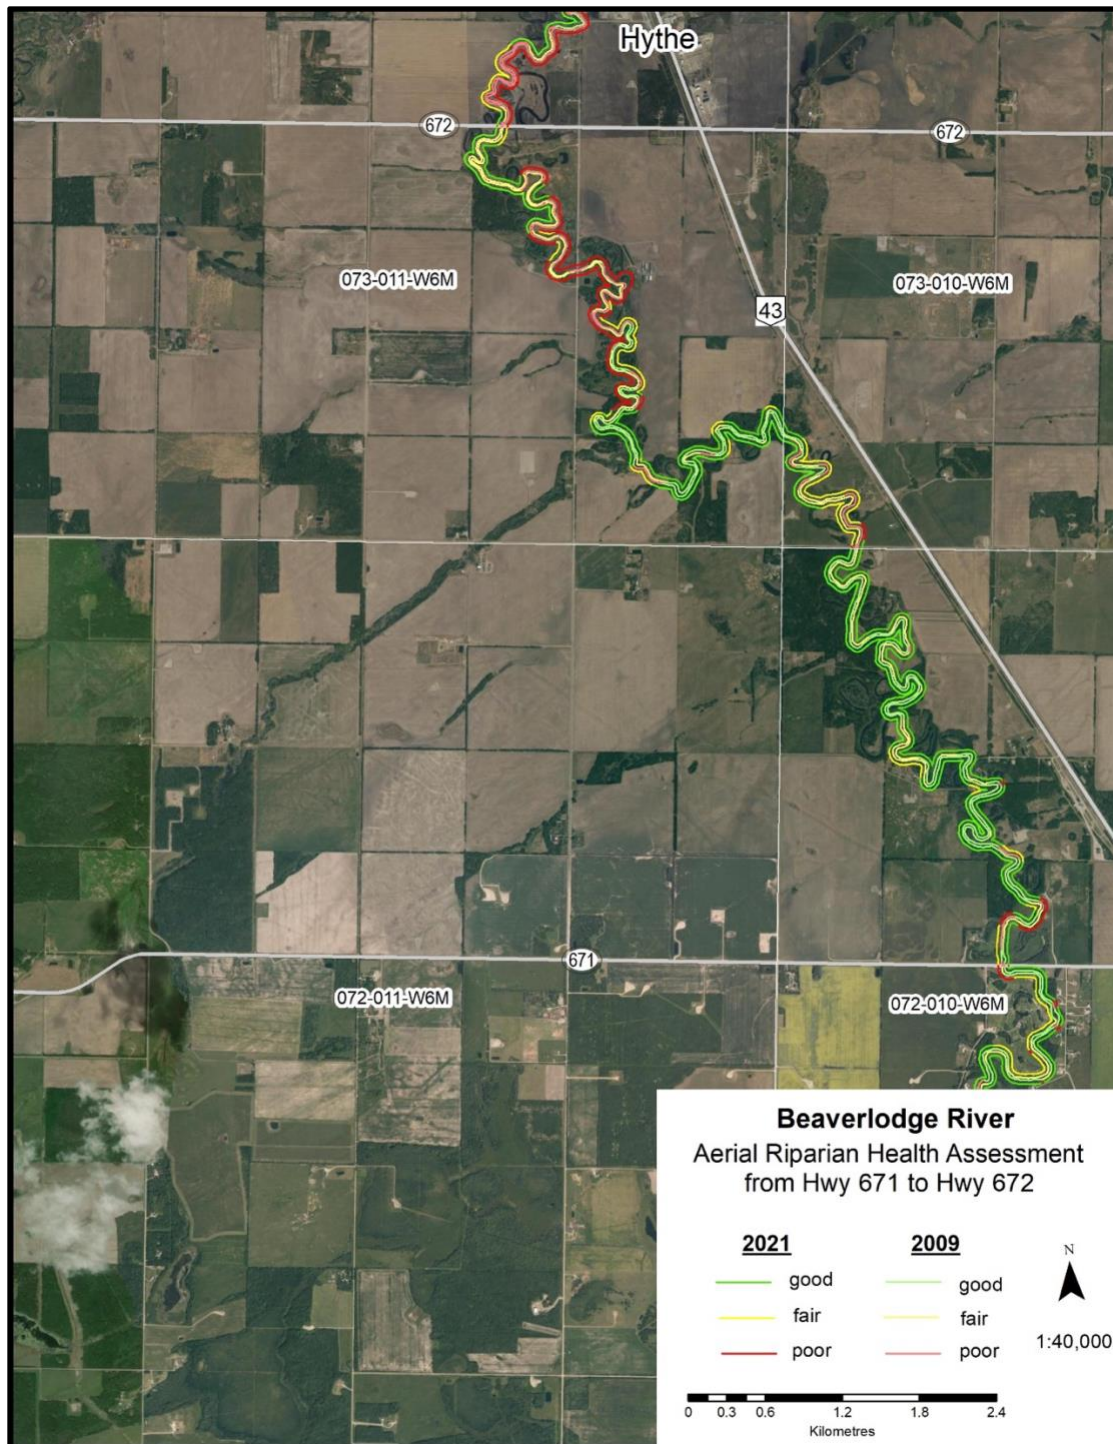 Hythe
672
672
073-011-W6M
073-010-W6M
43
671
072-011-W6M
072-010-W6M
Beaverlodge River
Aerial Riparian Health Assessment
from Hwy 671 to Hwy 672
2021 2009
good good
fair fair
poor poor
N
1:40,000
0 0.3 0.6 1.2 1.8 2.4
Kilometres